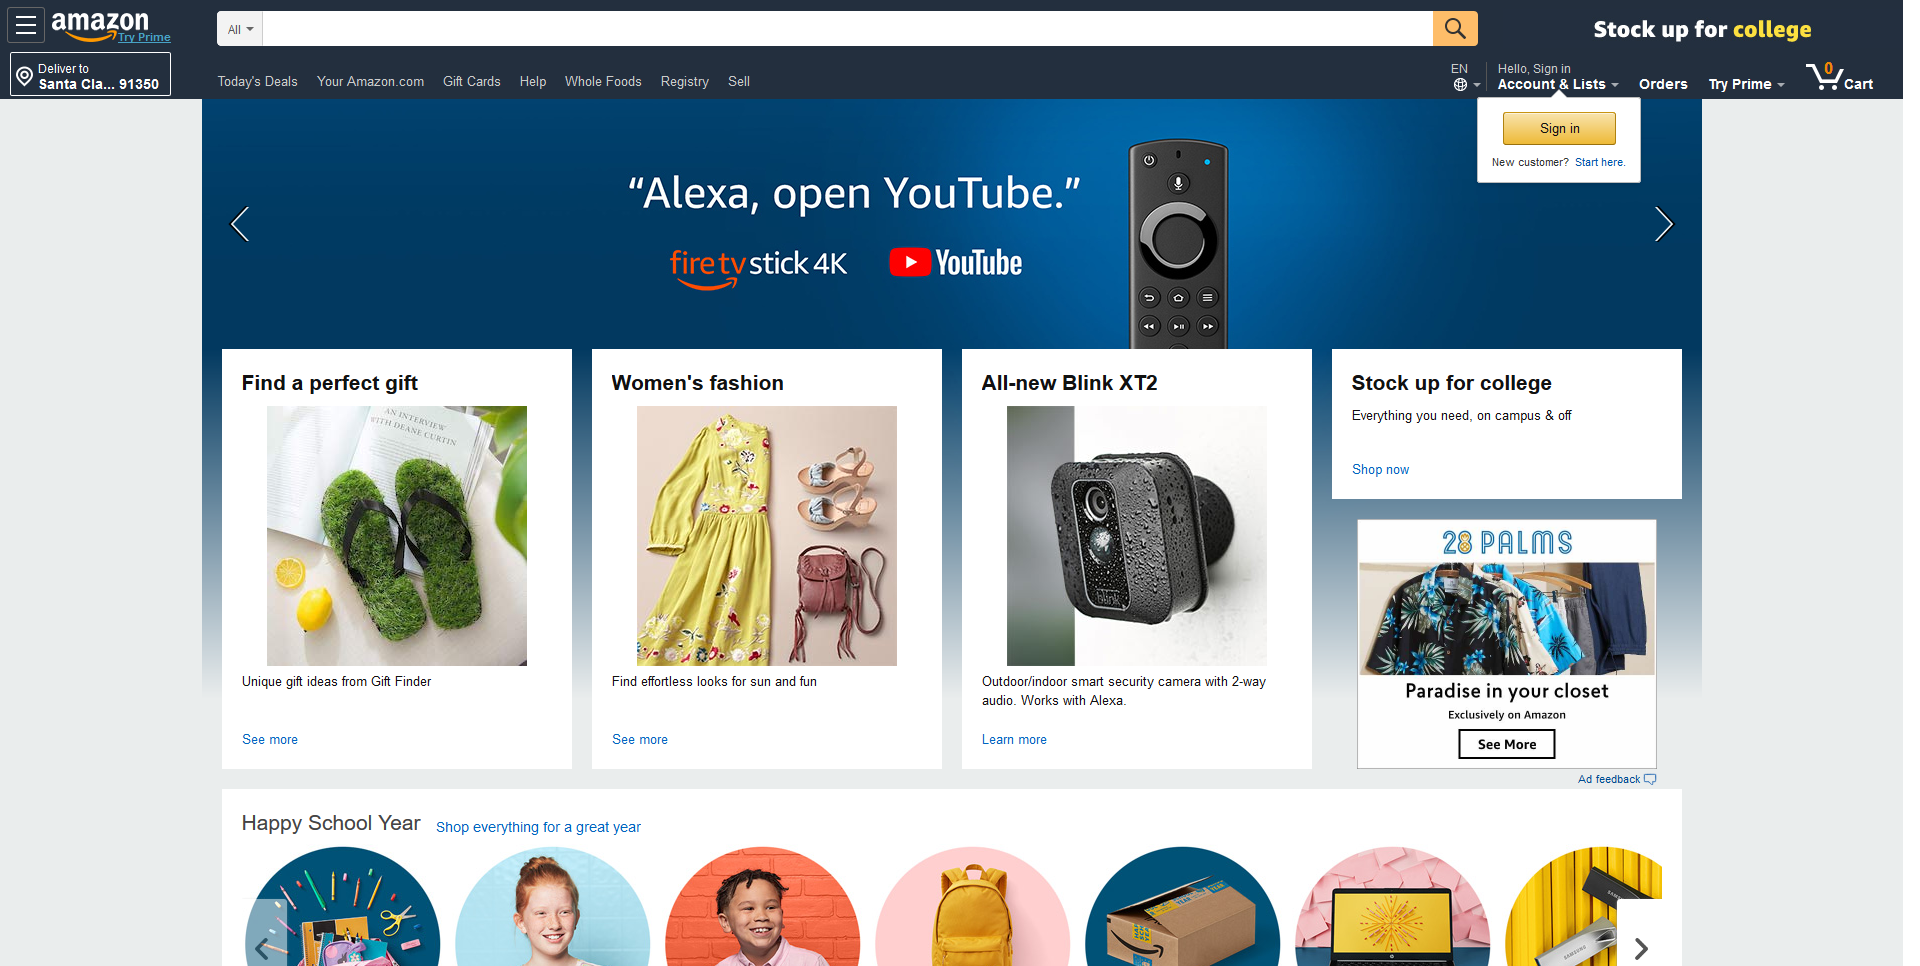 amazon
Try Prime
All
Stock up for college
Deliver to
Santa Cla... 91350
Today's Deals
Your Amazon.com
Gift Cards
Help
Whole Foods
Registry
Sell
EN
Hello, Sign in
Account & Lists
Orders
Try Prime
0
Cart
Sign in
New customer? Start here.
“Alexa, open YouTube.”
fire tv stick 4K
YouTube
Find a perfect gift
AN INTERVIEW
WITH DEANE CURTIN
Unique gift ideas from Gift Finder
See more
Women's fashion
Find effortless looks for sun and fun
See more
All-new Blink XT2
blink
Outdoor/indoor smart security camera with 2-way
audio. Works with Alexa.
Learn more
Stock up for college
Everything you need, on campus & off
Shop now
28 PALMS
Paradise in your closet
Exclusively on Amazon
See More
Ad feedback
Happy School Year
Shop everything for a great year
SAMSUNG
SAMSUNG